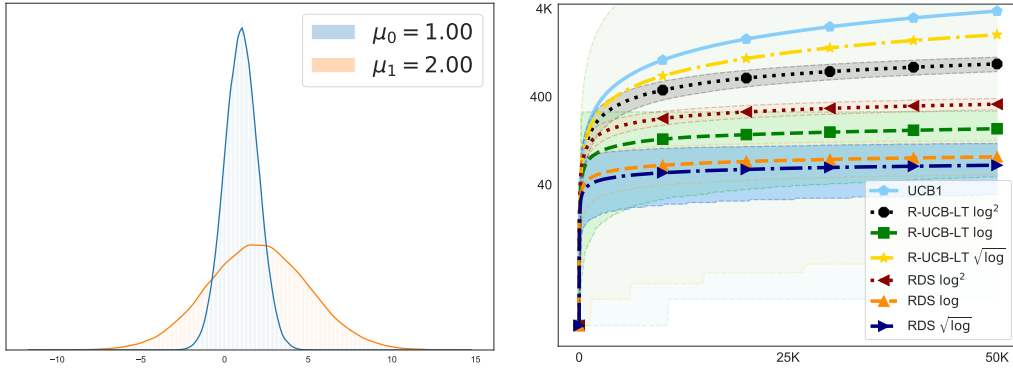 μ₀ = 1.00
μ₁ = 2.00
−10 −5 0 5 10 15
4K
400
40
UCB1
R-UCB-LT log²
R-UCB-LT log
R-UCB-LT √log
RDS log²
RDS log
RDS √log
0 25K 50K